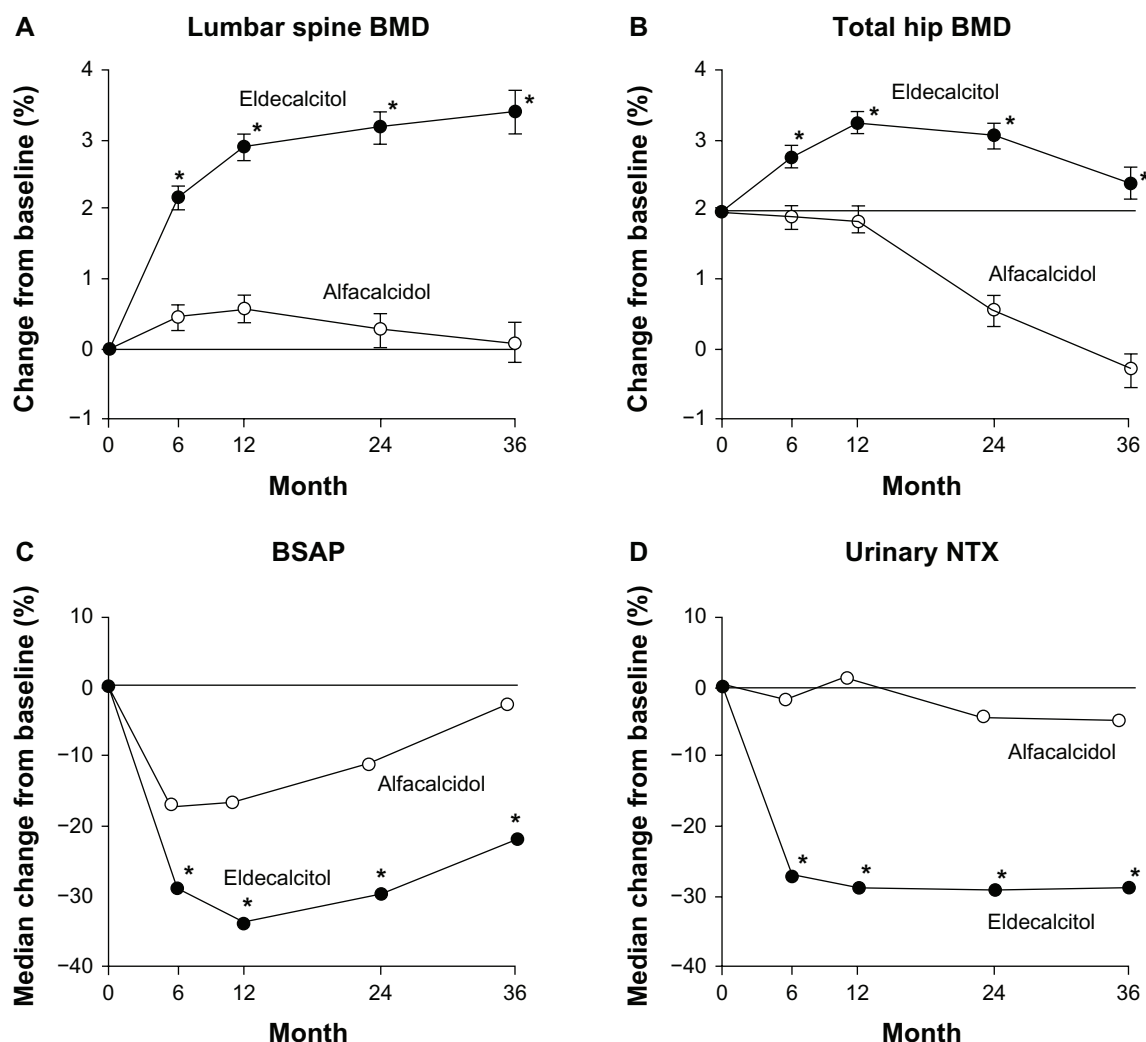 A Lumbar spine BMD
Change from baseline (%)
4
3
2
1
0
−1
Eldecalcitol
* * * *
Alfacalcidol
0 6 12 24 36
Month
B Total hip BMD
Change from baseline (%)
4
3
2
1
0
−1
Eldecalcitol
* * * *
Alfacalcidol
0 6 12 24 36
Month
C BSAP
Median change from baseline (%)
10
0
−10
−20
−30
−40
Alfacalcidol
Eldecalcitol
* * * *
0 6 12 24 36
Month
D Urinary NTX
Median change from baseline (%)
10
0
−10
−20
−30
−40
Alfacalcidol
* * * *
Eldecalcitol
0 6 12 24 36
Month